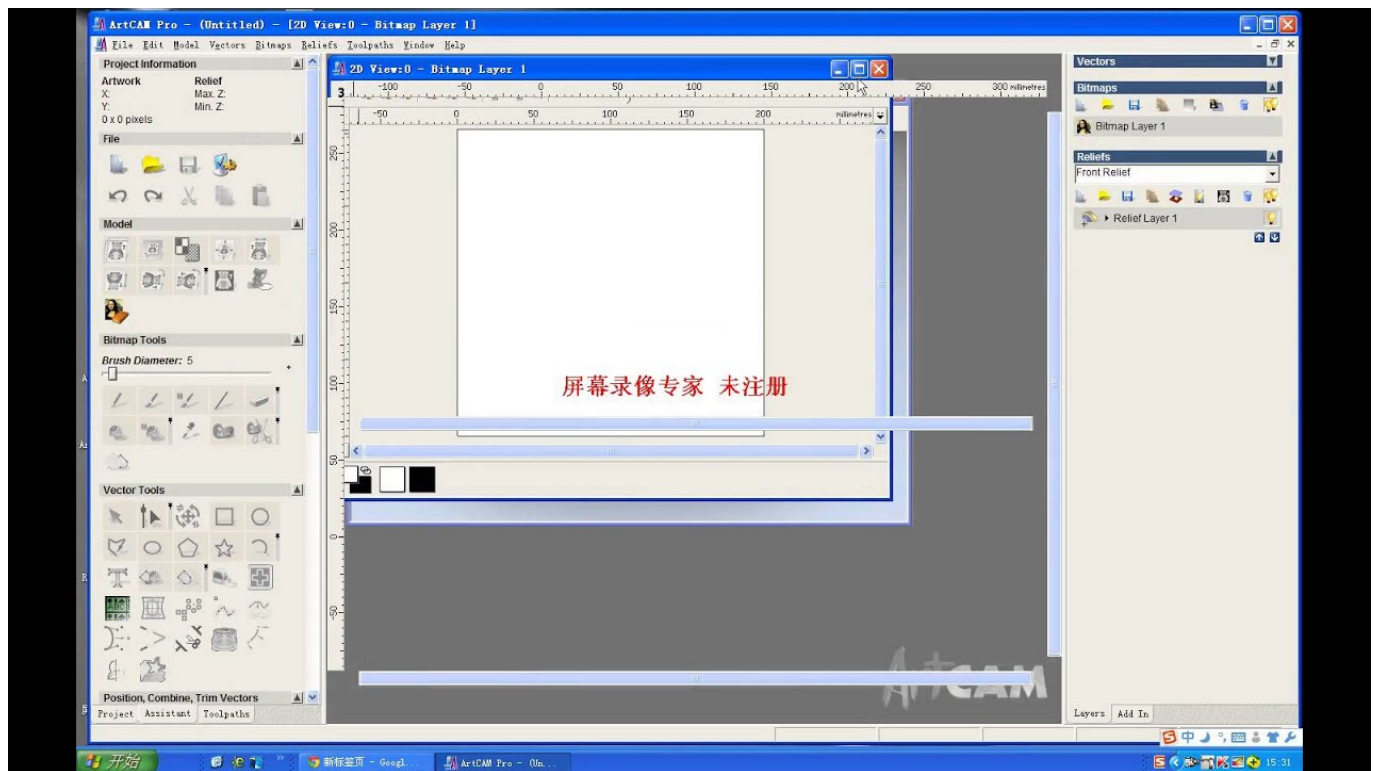 ArtCAM Pro - (Untitled) - [2D View:0 - Bitmap Layer 1]
File Edit Model Vectors Bitmaps Reliefs Toolpaths Window Help
Project Information
Artwork Relief
X: Max. Z:
Y: Min. Z:
0 x 0 pixels
File
Model
Bitmap Tools
Brush Diameter: 5
Vector Tools
ABC
Position, Combine, Trim Vectors
Project Assistant Toolpaths
2D View:0 - Bitmap Layer 1
3
-100 -50 0 50 100 150 200 250 300 millimetres
-50 0 50 100 150 200 millimetres
250
200
150
100
50
0
-50
屏幕录像专家 未注册
ArtCAM
Vectors
Bitmaps
Bitmap Layer 1
Reliefs
Front Relief
Relief Layer 1
Layers Add In
中
开始
新标签页 - Googl...
ArtCAM Pro - (Un...
15:31